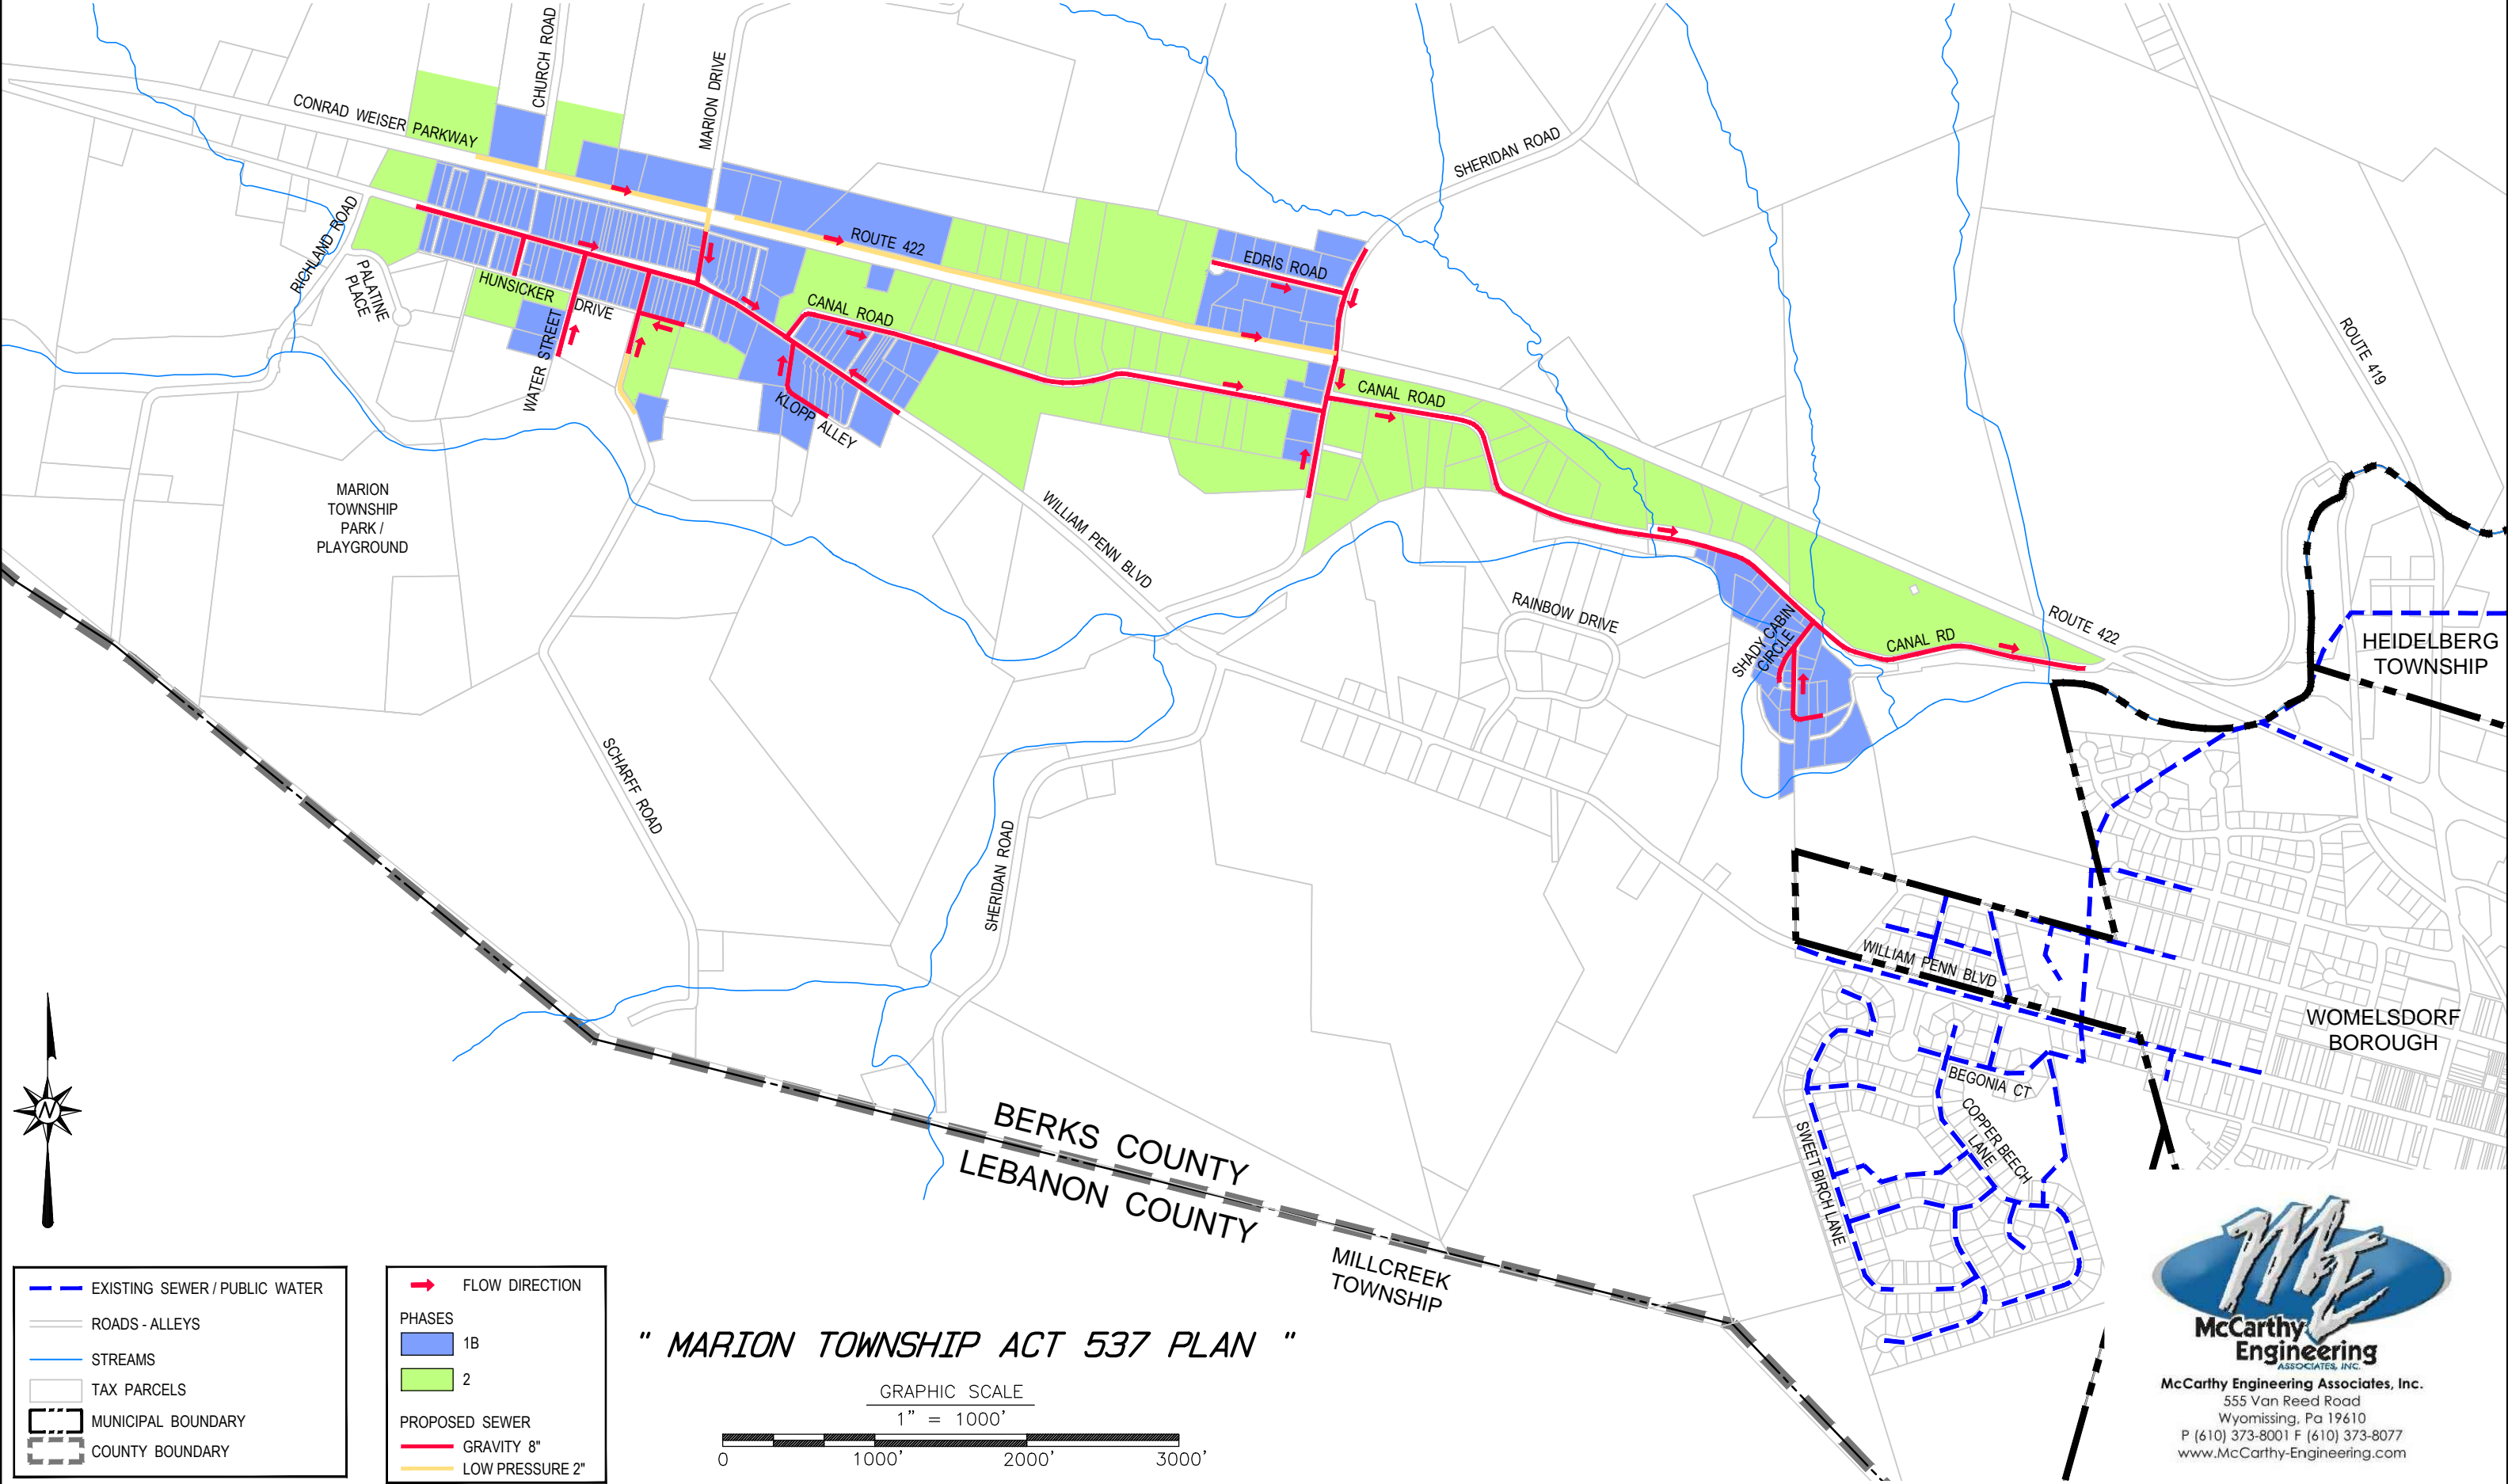 CONRAD WEISER PARKWAY
CHURCH ROAD
MARION DRIVE
SHERIDAN ROAD
ROUTE 422
EDRIS ROAD
RICHLAND ROAD
PALATINE
PLACE
HUNSICKER DRIVE
WATER STREET
CANAL ROAD
KLOPP ALLEY
CANAL ROAD
ROUTE 419
MARION
TOWNSHIP
PARK /
PLAYGROUND
WILLIAM PENN BLVD
RAINBOW DRIVE
SHADY CABIN
CIRCLE
CANAL RD
ROUTE 422
HEIDELBERG
TOWNSHIP
SCHARFF ROAD
SHERIDAN ROAD
WILLIAM PENN BLVD
WOMELSDORF
BOROUGH
BEGONIA CT
COPPER BEECH
LANE
SWEET BIRCH LANE
BERKS COUNTY
LEBANON COUNTY
MILLCREEK
TOWNSHIP
N
EXISTING SEWER / PUBLIC WATER
ROADS - ALLEYS
STREAMS
TAX PARCELS
MUNICIPAL BOUNDARY
COUNTY BOUNDARY
FLOW DIRECTION
PHASES
1B
2
PROPOSED SEWER
GRAVITY 8"
LOW PRESSURE 2"
" MARION TOWNSHIP ACT 537 PLAN "
GRAPHIC SCALE
1" = 1000'
0 1000' 2000' 3000'
ME
McCarthy
Engineering
ASSOCIATES, INC.
McCarthy Engineering Associates, Inc.
555 Van Reed Road
Wyomissing, Pa 19610
P (610) 373-8001 F (610) 373-8077
www.McCarthy-Engineering.com